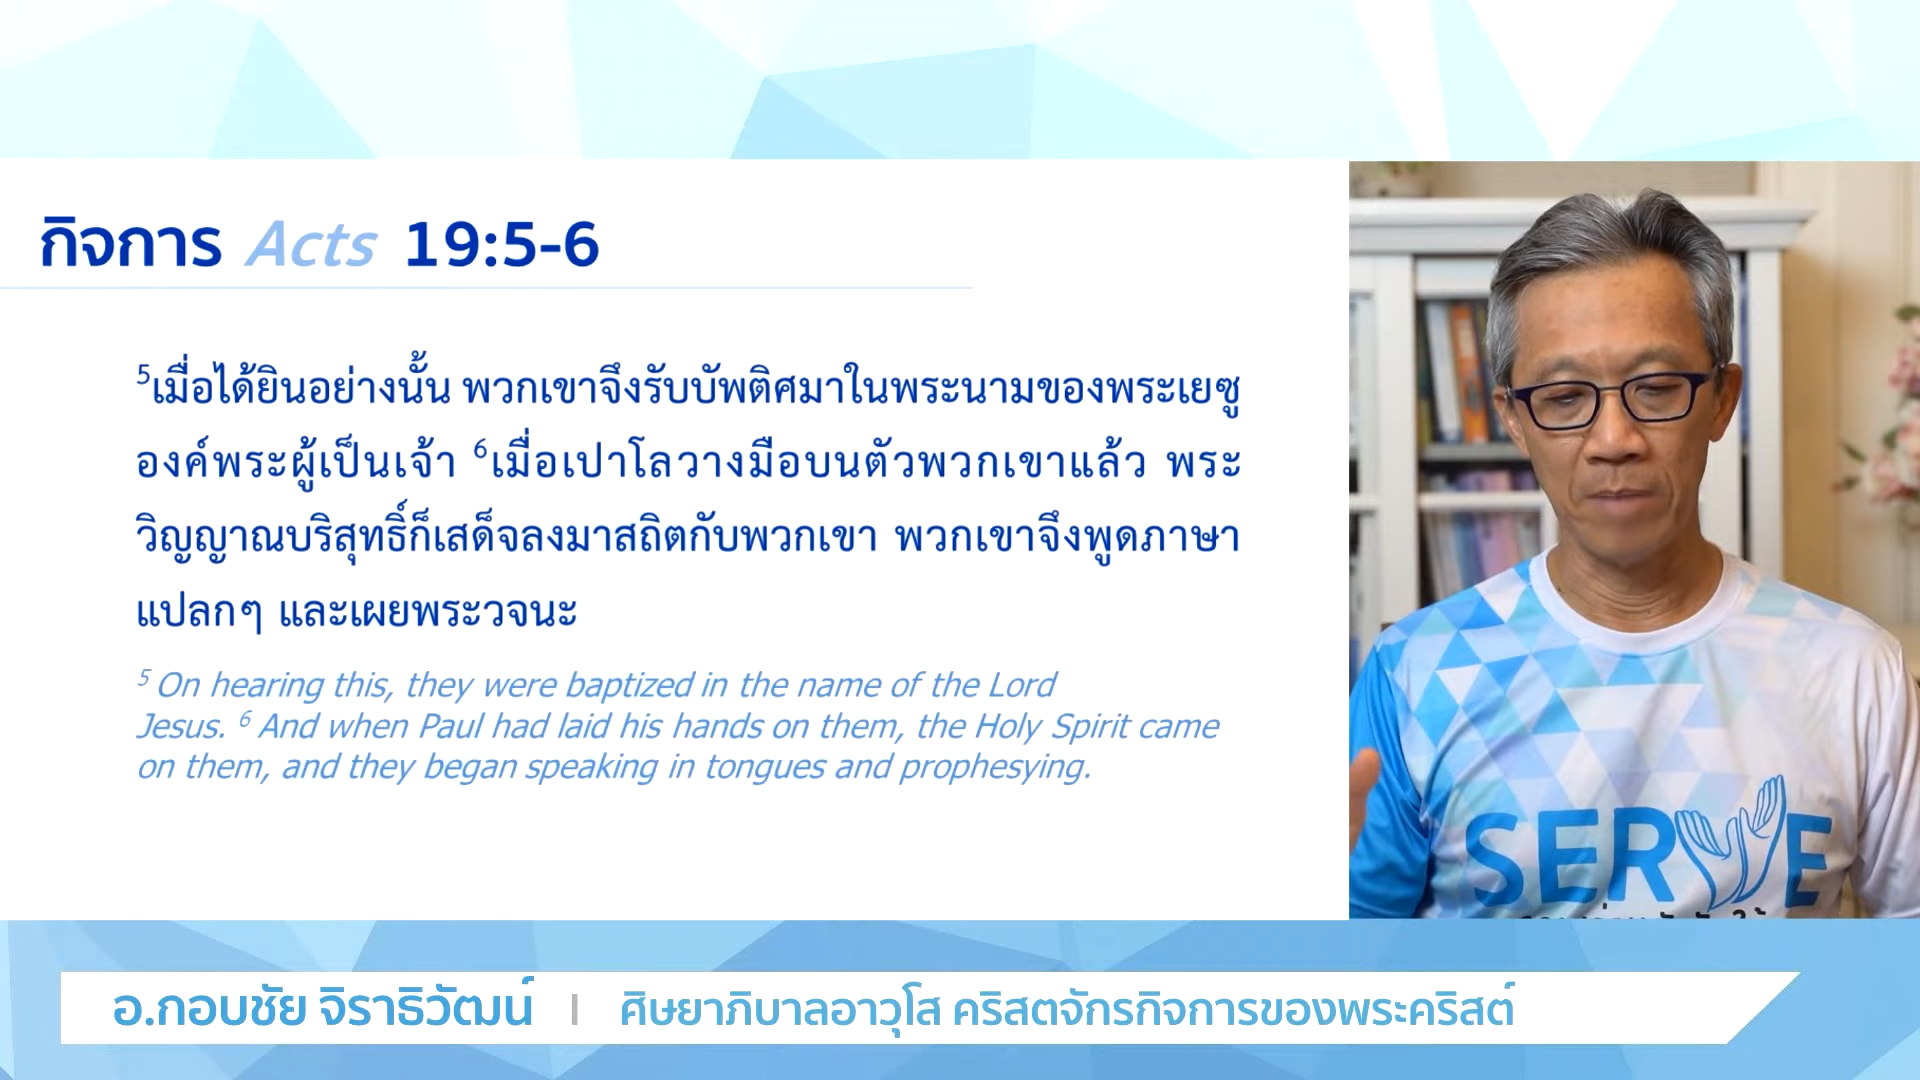 กิจการ Acts 19:5-6
5เมื่อได้ยินอย่างนั้น พวกเขาจึงรับบัพติศมาในพระนามของพระเยซู
องค์พระผู้เป็นเจ้า 6เมื่อเปาโลวางมือบนตัวพวกเขาแล้ว พระ
วิญญาณบริสุทธิ์ก็เสด็จลงมาสถิตกับพวกเขา พวกเขาจึงพูดภาษา
แปลกๆ และเผยพระวจนะ
5 On hearing this, they were baptized in the name of the Lord
Jesus. 6 And when Paul had laid his hands on them, the Holy Spirit came
on them, and they began speaking in tongues and prophesying.
SERVE
อ.กอบชัย จิราธิวัฒน์ | ศิษยาภิบาลอาวุโส คริสตจักรกิจการของพระคริสต์